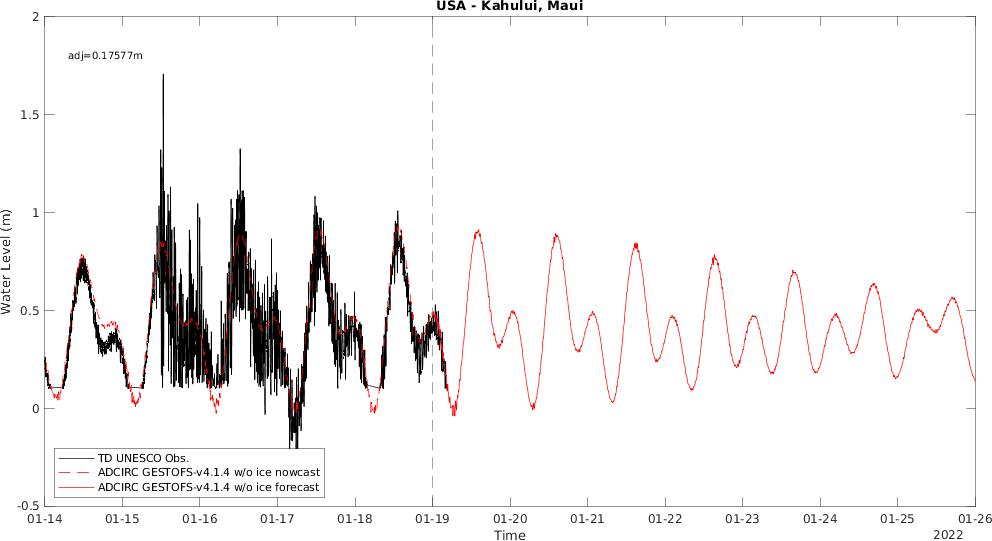 USA - Kahului, Maui
2
adj=0.17577m
1.5
1
Water Level (m)
0.5
0
TD UNESCO Obs.
ADCIRC GESTOFS-v4.1.4 w/o ice nowcast
ADCIRC GESTOFS-v4.1.4 w/o ice forecast
-0.5
01-14 01-15 01-16 01-17 01-18 01-19 01-20 01-21 01-22 01-23 01-24 01-25 01-26
Time
2022